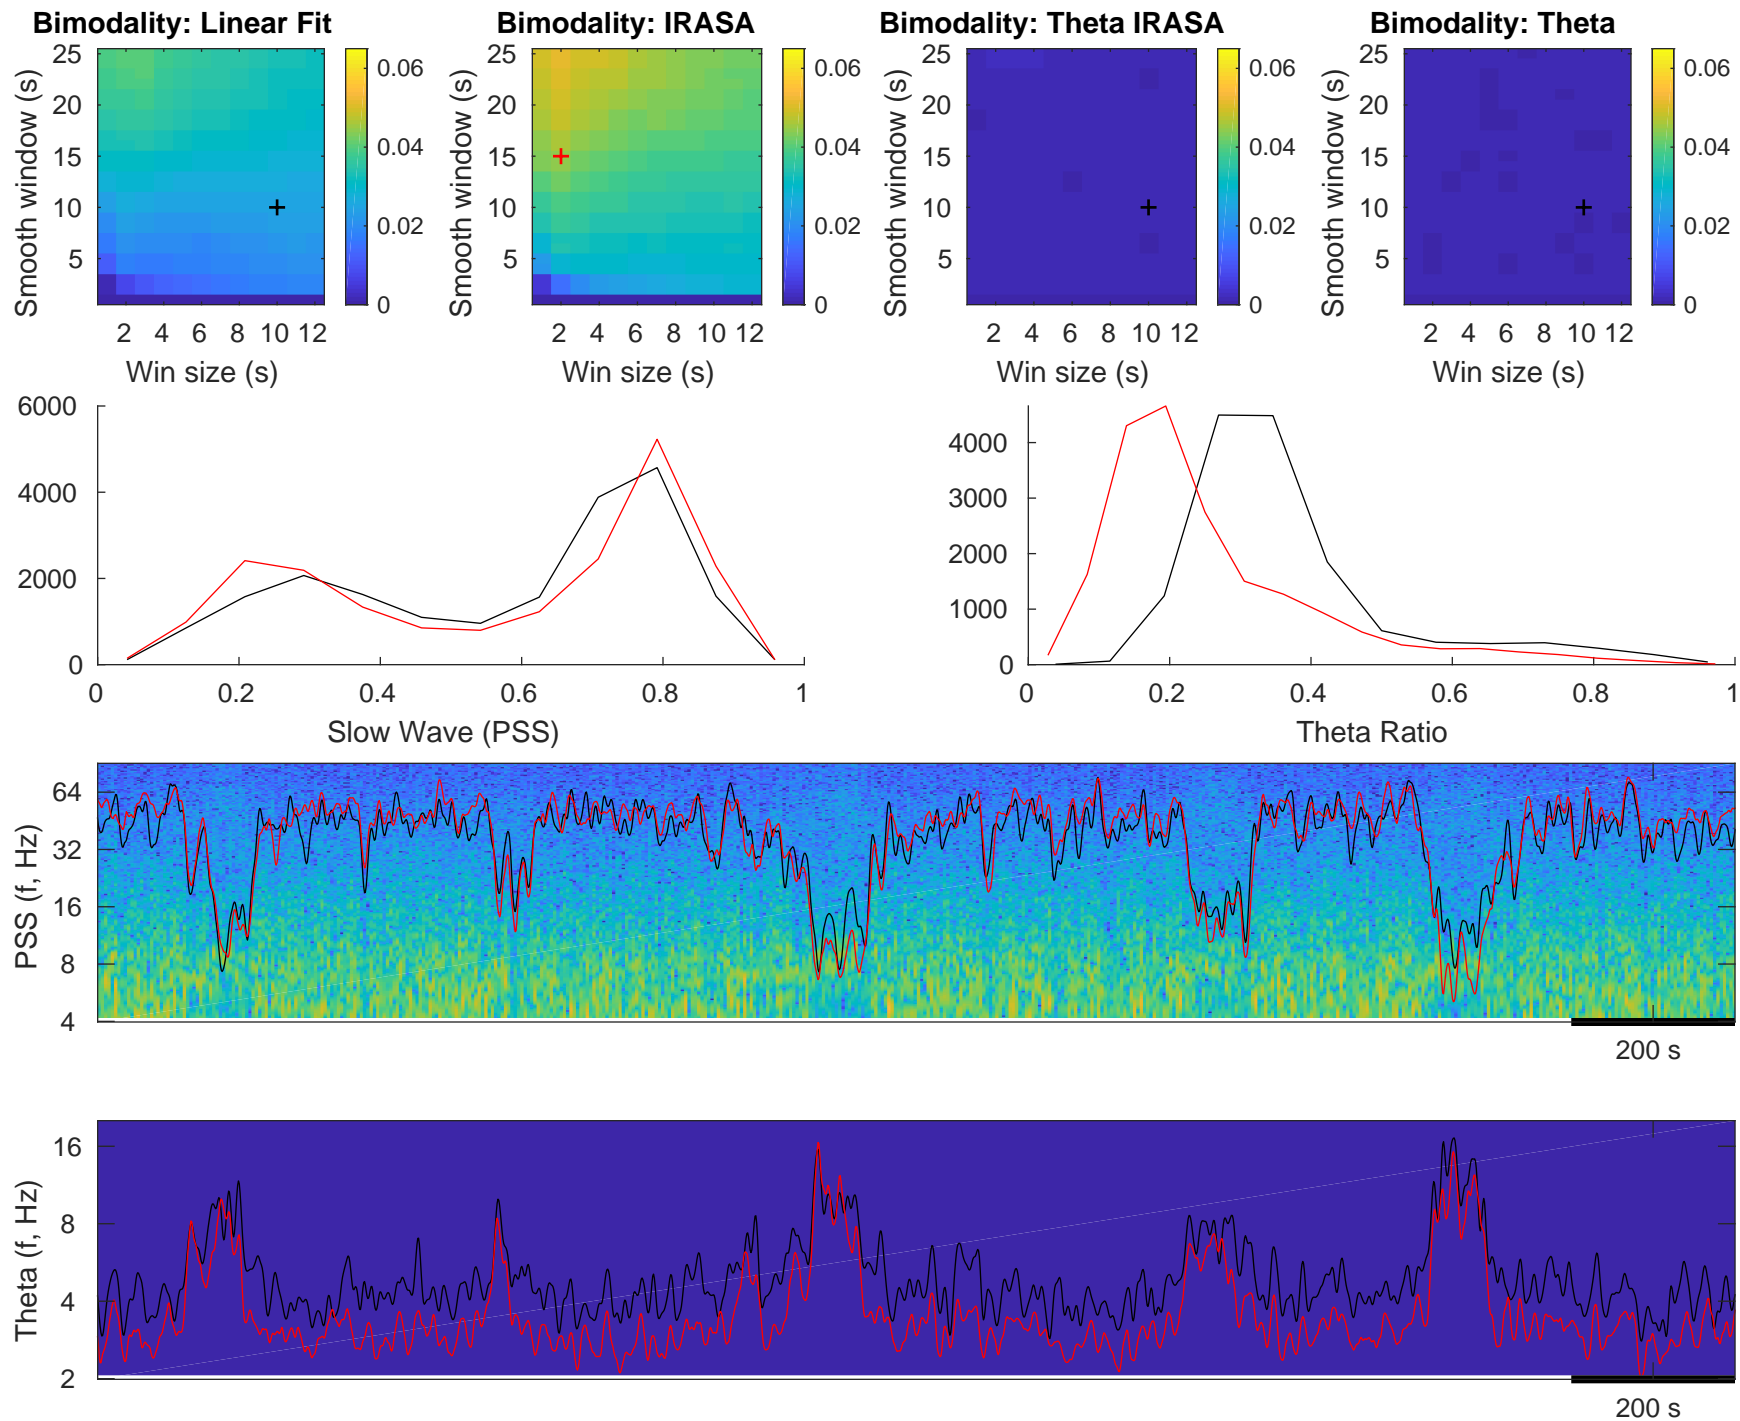 Bimodality: Linear Fit
Bimodality: IRASA
Bimodality: Theta IRASA
Bimodality: Theta
Smooth window (s)
25
20
15
10
5
2 4 6 8 10 12
Win size (s)
0.06
0.04
0.02
0
Smooth window (s)
25
20
15
10
5
2 4 6 8 10 12
Win size (s)
0.06
0.04
0.02
0
Smooth window (s)
25
20
15
10
5
2 4 6 8 10 12
Win size (s)
0.06
0.04
0.02
0
Smooth window (s)
25
20
15
10
5
2 4 6 8 10 12
Win size (s)
0.06
0.04
0.02
0
6000
4000
2000
0
0 0.2 0.4 0.6 0.8 1
Slow Wave (PSS)
4000
3000
2000
1000
0
0 0.2 0.4 0.6 0.8 1
Theta Ratio
PSS (f, Hz)
64
32
16
8
4
200 s
Theta (f, Hz)
16
8
4
2
200 s